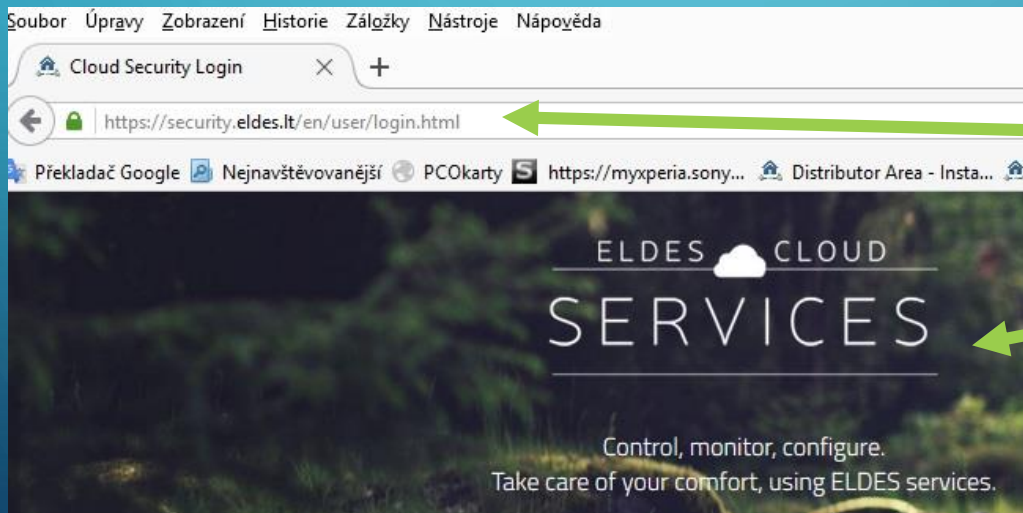 Soubor Úpravy Zobrazení Historie Záložky Nástroje Nápověda
Cloud Security Login
https://security.eldes.lt/en/user/login.html
Překladač Google Nejnavštěvovanější PCOkarty S https://myxperia.sony... Distributor Area - Insta...
ELDES CLOUD
SERVICES
Control, monitor, configure.
Take care of your comfort, using ELDES services.